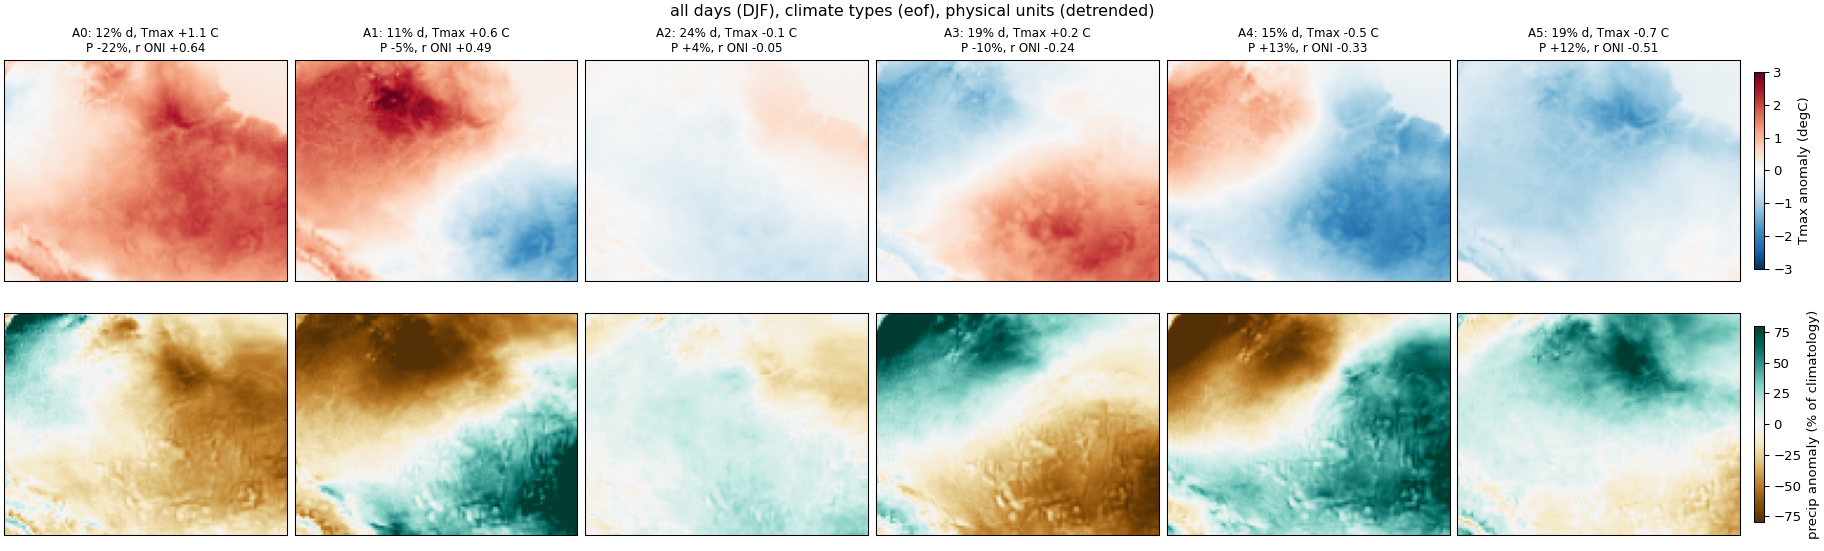 all days (DJF), climate types (eof), physical units (detrended)
A0: 12% d, Tmax +1.1 C
P -22%, r ONI +0.64
A1: 11% d, Tmax +0.6 C
P -5%, r ONI +0.49
A2: 24% d, Tmax -0.1 C
P +4%, r ONI -0.05
A3: 19% d, Tmax +0.2 C
P -10%, r ONI -0.24
A4: 15% d, Tmax -0.5 C
P +13%, r ONI -0.33
A5: 19% d, Tmax -0.7 C
P +12%, r ONI -0.51
3
2
1
0
−1
−2
−3
Tmax anomaly (degC)
75
50
25
0
−25
−50
−75
precip anomaly (% of climatology)